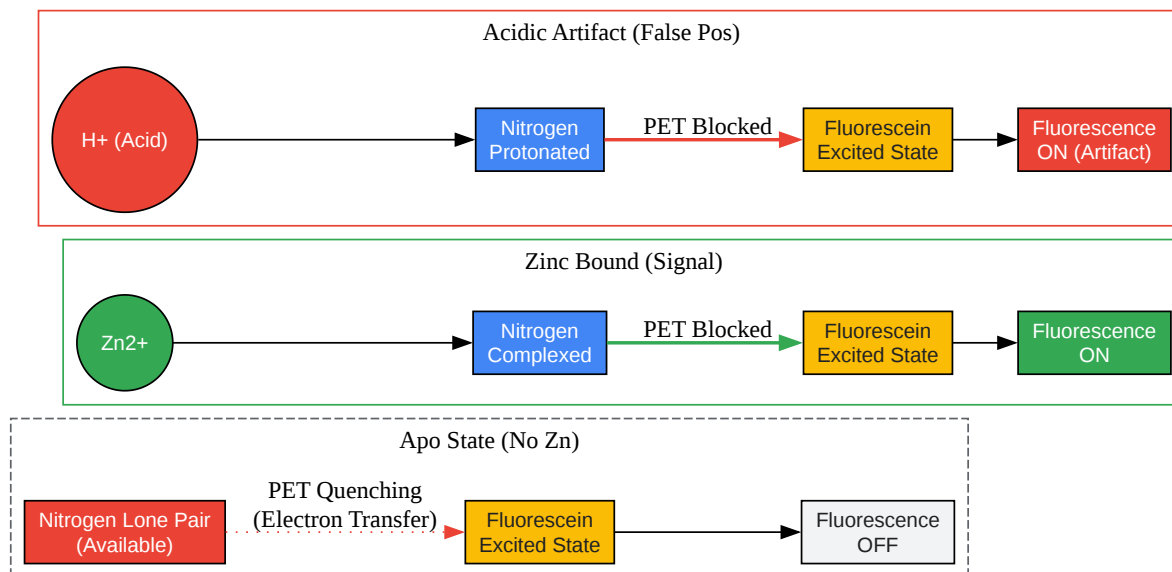 Acidic Artifact (False Pos)
H+ (Acid)
Nitrogen
Protonated
PET Blocked
Fluorescein
Excited State
Fluorescence
ON (Artifact)
Zinc Bound (Signal)
Zn2+
Nitrogen
Complexed
PET Blocked
Fluorescein
Excited State
Fluorescence
ON
Apo State (No Zn)
Nitrogen Lone Pair
(Available)
PET Quenching
(Electron Transfer)
Fluorescein
Excited State
Fluorescence
OFF